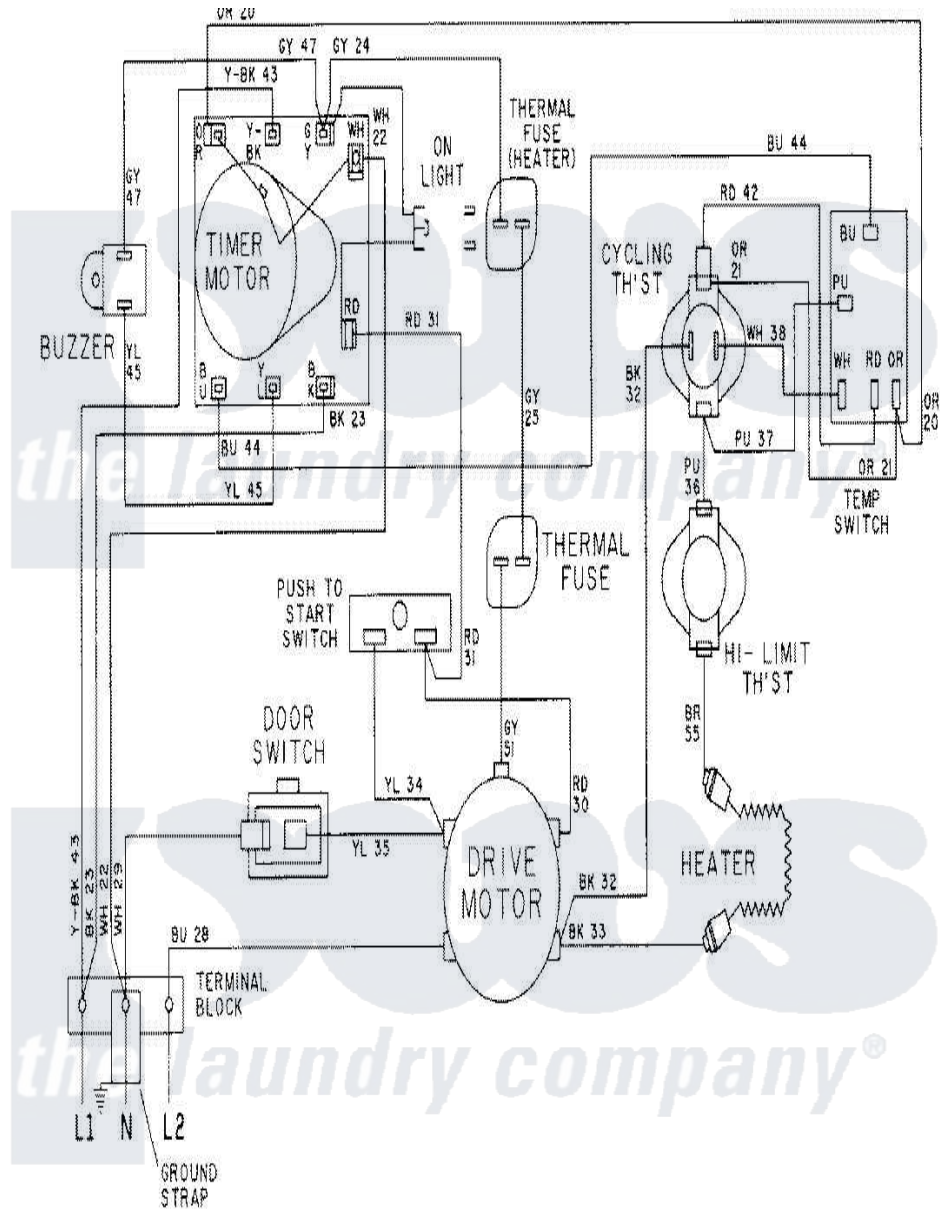 OR 20
GY 47
GY 24
Y-BK 43
THERMAL
FUSE
(HEATER)
WH
22
O
R
Y-
BK
G
Y
WH
ON
LIGHT
BU 44
GY
47
RD 42
BU
TIMER
MOTOR
CYCLING
TH'ST
OR
21
PU
BUZZER
YL
45
RD
RD 31
WH 38
BK
32
WH
RD
OR
B
U
Y
L
B
K
BK 23
GY
25
OR
20
BU 44
PU 37
YL 45
PU
36
OR 21
TEMP
SWITCH
the laundry company
THERMAL
FUSE
PUSH TO
START
SWITCH
RD
31
HI-LIMIT
TH'ST
DOOR
SWITCH
GY
51
BR
55
YL 34
RD
30
YL 35
DRIVE
MOTOR
HEATER
Y-BK 43
BK 23
WH 22
WH 29
BK 32
BU 28
BK 33
TERMINAL
BLOCK
the laundry company®
L1
N
L2
GROUND
STRAP